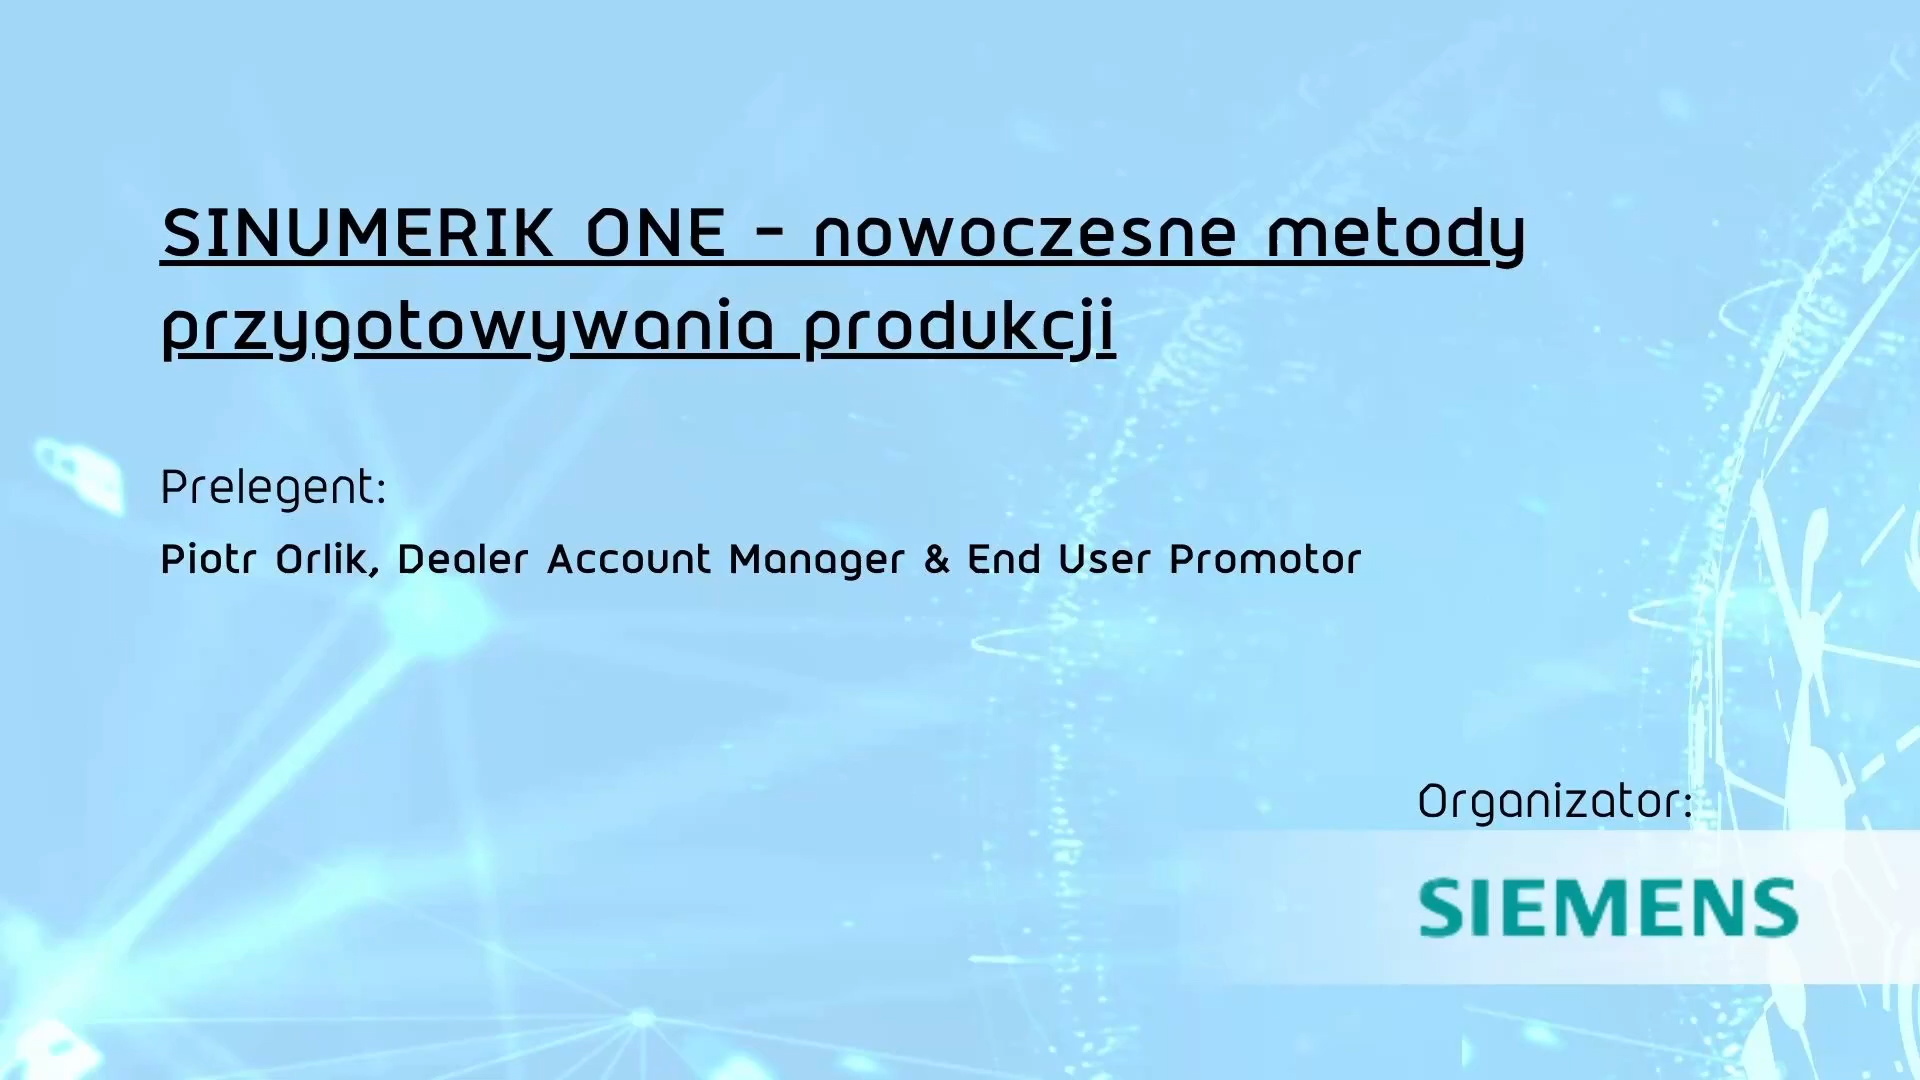 SINUMERIK ONE - nowoczesne metody
przygotowywania produkcji
Prelegent:
Piotr Orlik, Dealer Account Manager & End User Promotor
Organizator:
SIEMENS